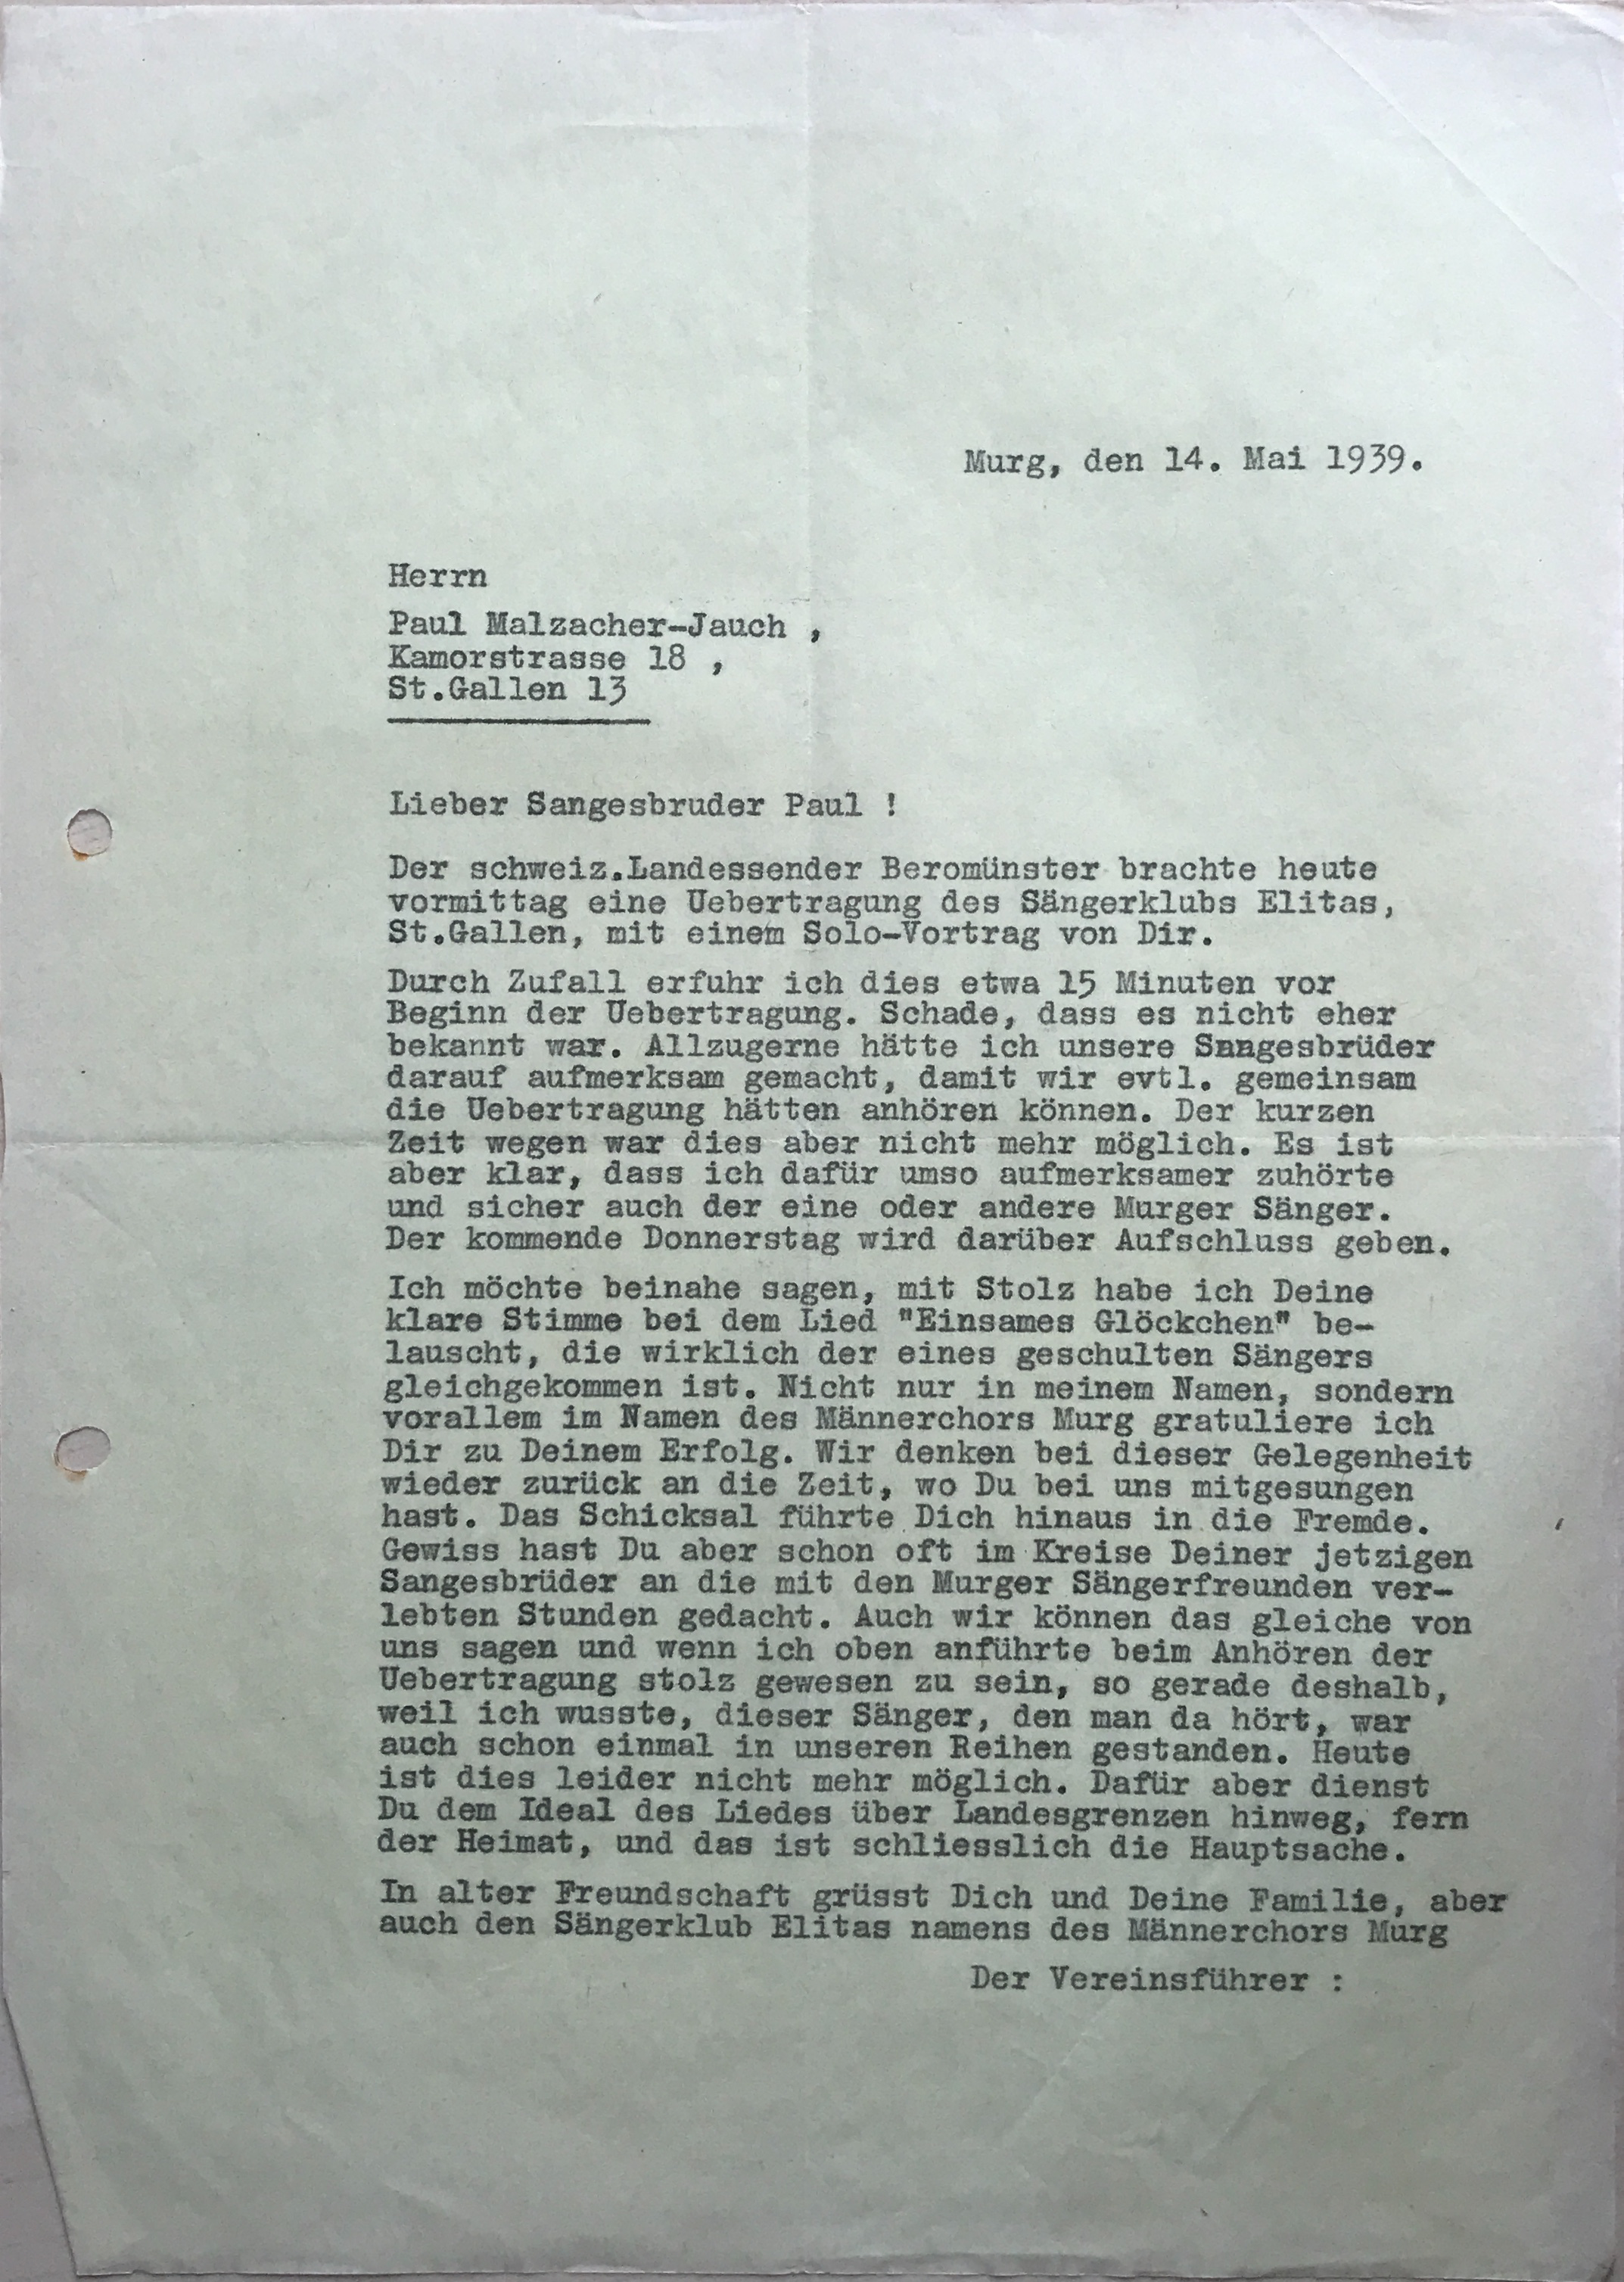 Murg, den 14. Mai 1939.
Herrn
Paul Malzacher-Jauch ,
Kamorstrasse 18 ,
St.Gallen 13
Lieber Sangesbruder Paul !
Der schweiz.Landessender Beromünster brachte heute
vormittag eine Uebertragung des Sängerklubs Elitas,
St.Gallen, mit einem Solo-Vortrag von Dir.
Durch Zufall erfuhr ich dies etwa 15 Minuten vor
Beginn der Uebertragung. Schade, dass es nicht eher
bekannt war. Allzugerne hätte ich unsere Sangesbrüder
darauf aufmerksam gemacht, damit wir evtl. gemeinsam
die Uebertragung hätten anhören können. Der kurzen
Zeit wegen war dies aber nicht mehr möglich. Es ist
aber klar, dass ich dafür umso aufmerksamer zuhörte
und sicher auch der eine oder andere Murger Sänger.
Der kommende Donnerstag wird darüber Aufschluss geben.
Ich möchte beinahe sagen, mit Stolz habe ich Deine
klare Stimme bei dem Lied "Einsames Glöckchen" be-
lauscht, die wirklich der eines geschulten Sängers
gleichgekommen ist. Nicht nur in meinem Namen, sondern
vorallem im Namen des Männerchors Murg gratuliere ich
Dir zu Deinem Erfolg. Wir denken bei dieser Gelegenheit
wieder zurück an die Zeit, wo Du bei uns mitgesungen
hast. Das Schicksal führte Dich hinaus in die Fremde.
Gewiss hast Du aber schon oft im Kreise Deiner jetzigen
Sangesbrüder an die mit den Murger Sängerfreunden ver-
lebten Stunden gedacht. Auch wir können das gleiche von
uns sagen und wenn ich oben anführte beim Anhören der
Uebertragung stolz gewesen zu sein, so gerade deshalb,
weil ich wusste, dieser Sänger, den man da hört, war
auch schon einmal in unseren Reihen gestanden. Heute
ist dies leider nicht mehr möglich. Dafür aber dienst
Du dem Ideal des Liedes über Landesgrenzen hinweg, fern
der Heimat, und das ist schliesslich die Hauptsache.
In alter Freundschaft grüsst Dich und Deine Familie, aber
auch den Sängerklub Elitas namens des Männerchors Murg
Der Vereinsführer :